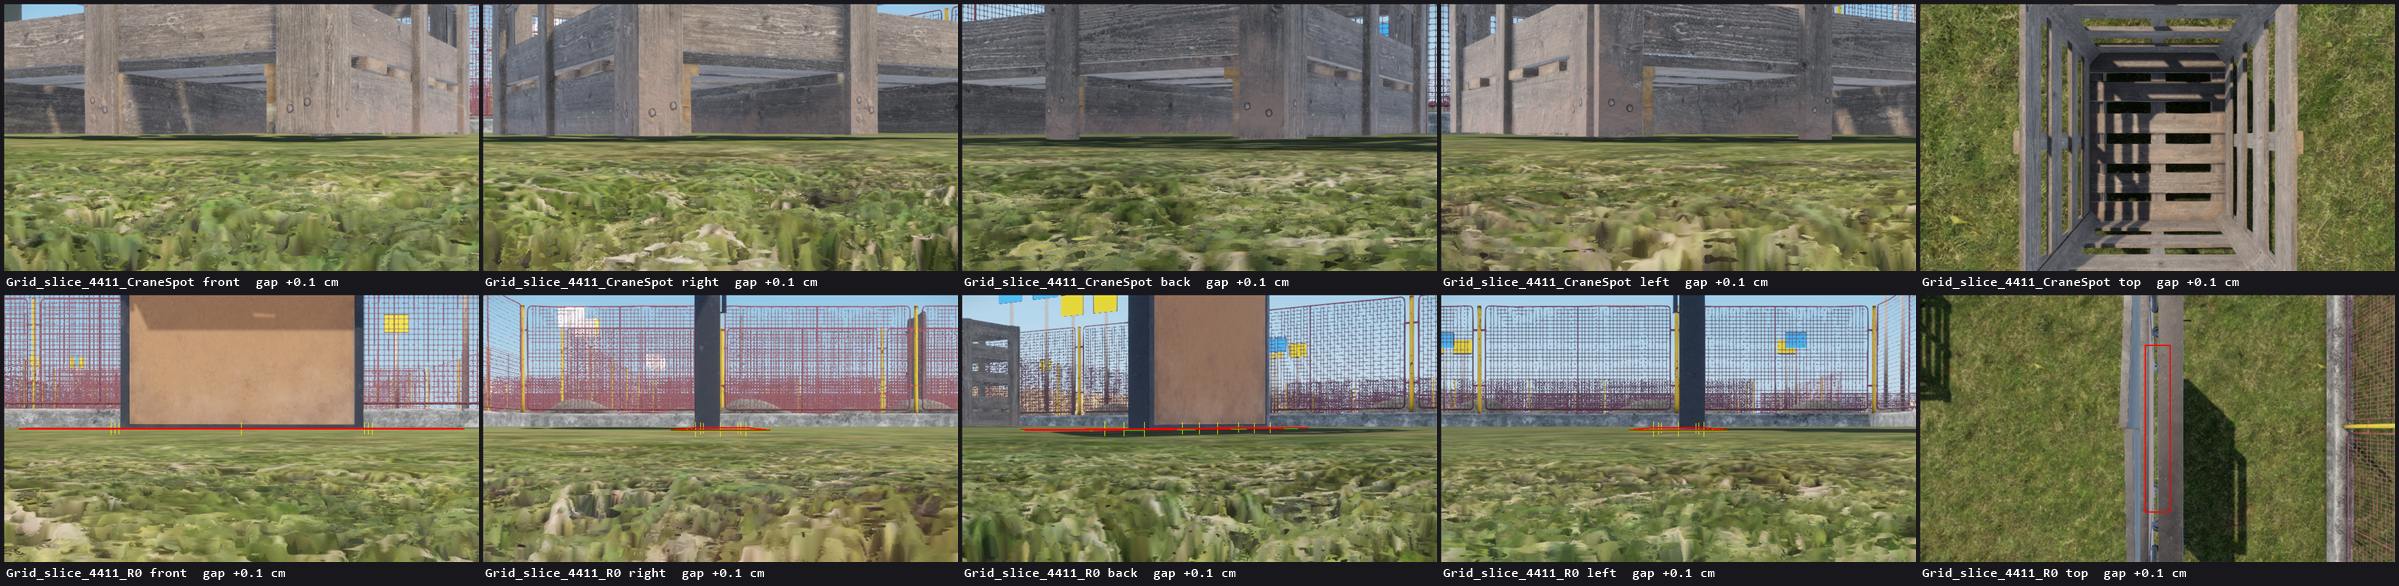 Grid_slice_4411_CraneSpot front  gap +0.1 cm
Grid_slice_4411_CraneSpot right  gap +0.1 cm
Grid_slice_4411_CraneSpot back  gap +0.1 cm
Grid_slice_4411_CraneSpot left  gap +0.1 cm
Grid_slice_4411_CraneSpot top  gap +0.1 cm
Grid_slice_4411_R0 front  gap +0.1 cm
Grid_slice_4411_R0 right  gap +0.1 cm
Grid_slice_4411_R0 back  gap +0.1 cm
Grid_slice_4411_R0 left  gap +0.1 cm
Grid_slice_4411_R0 top  gap +0.1 cm